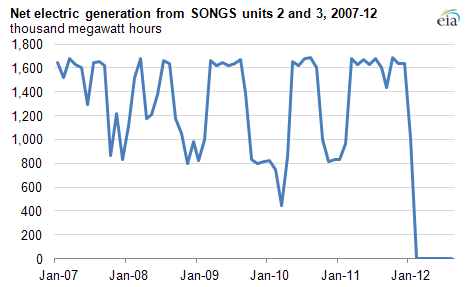 Net electric generation from SONGS units 2 and 3, 2007-12
thousand megawatt hours
eia
1,800
1,600
1,400
1,200
1,000
800
600
400
200
0
Jan-07 Jan-08 Jan-09 Jan-10 Jan-11 Jan-12